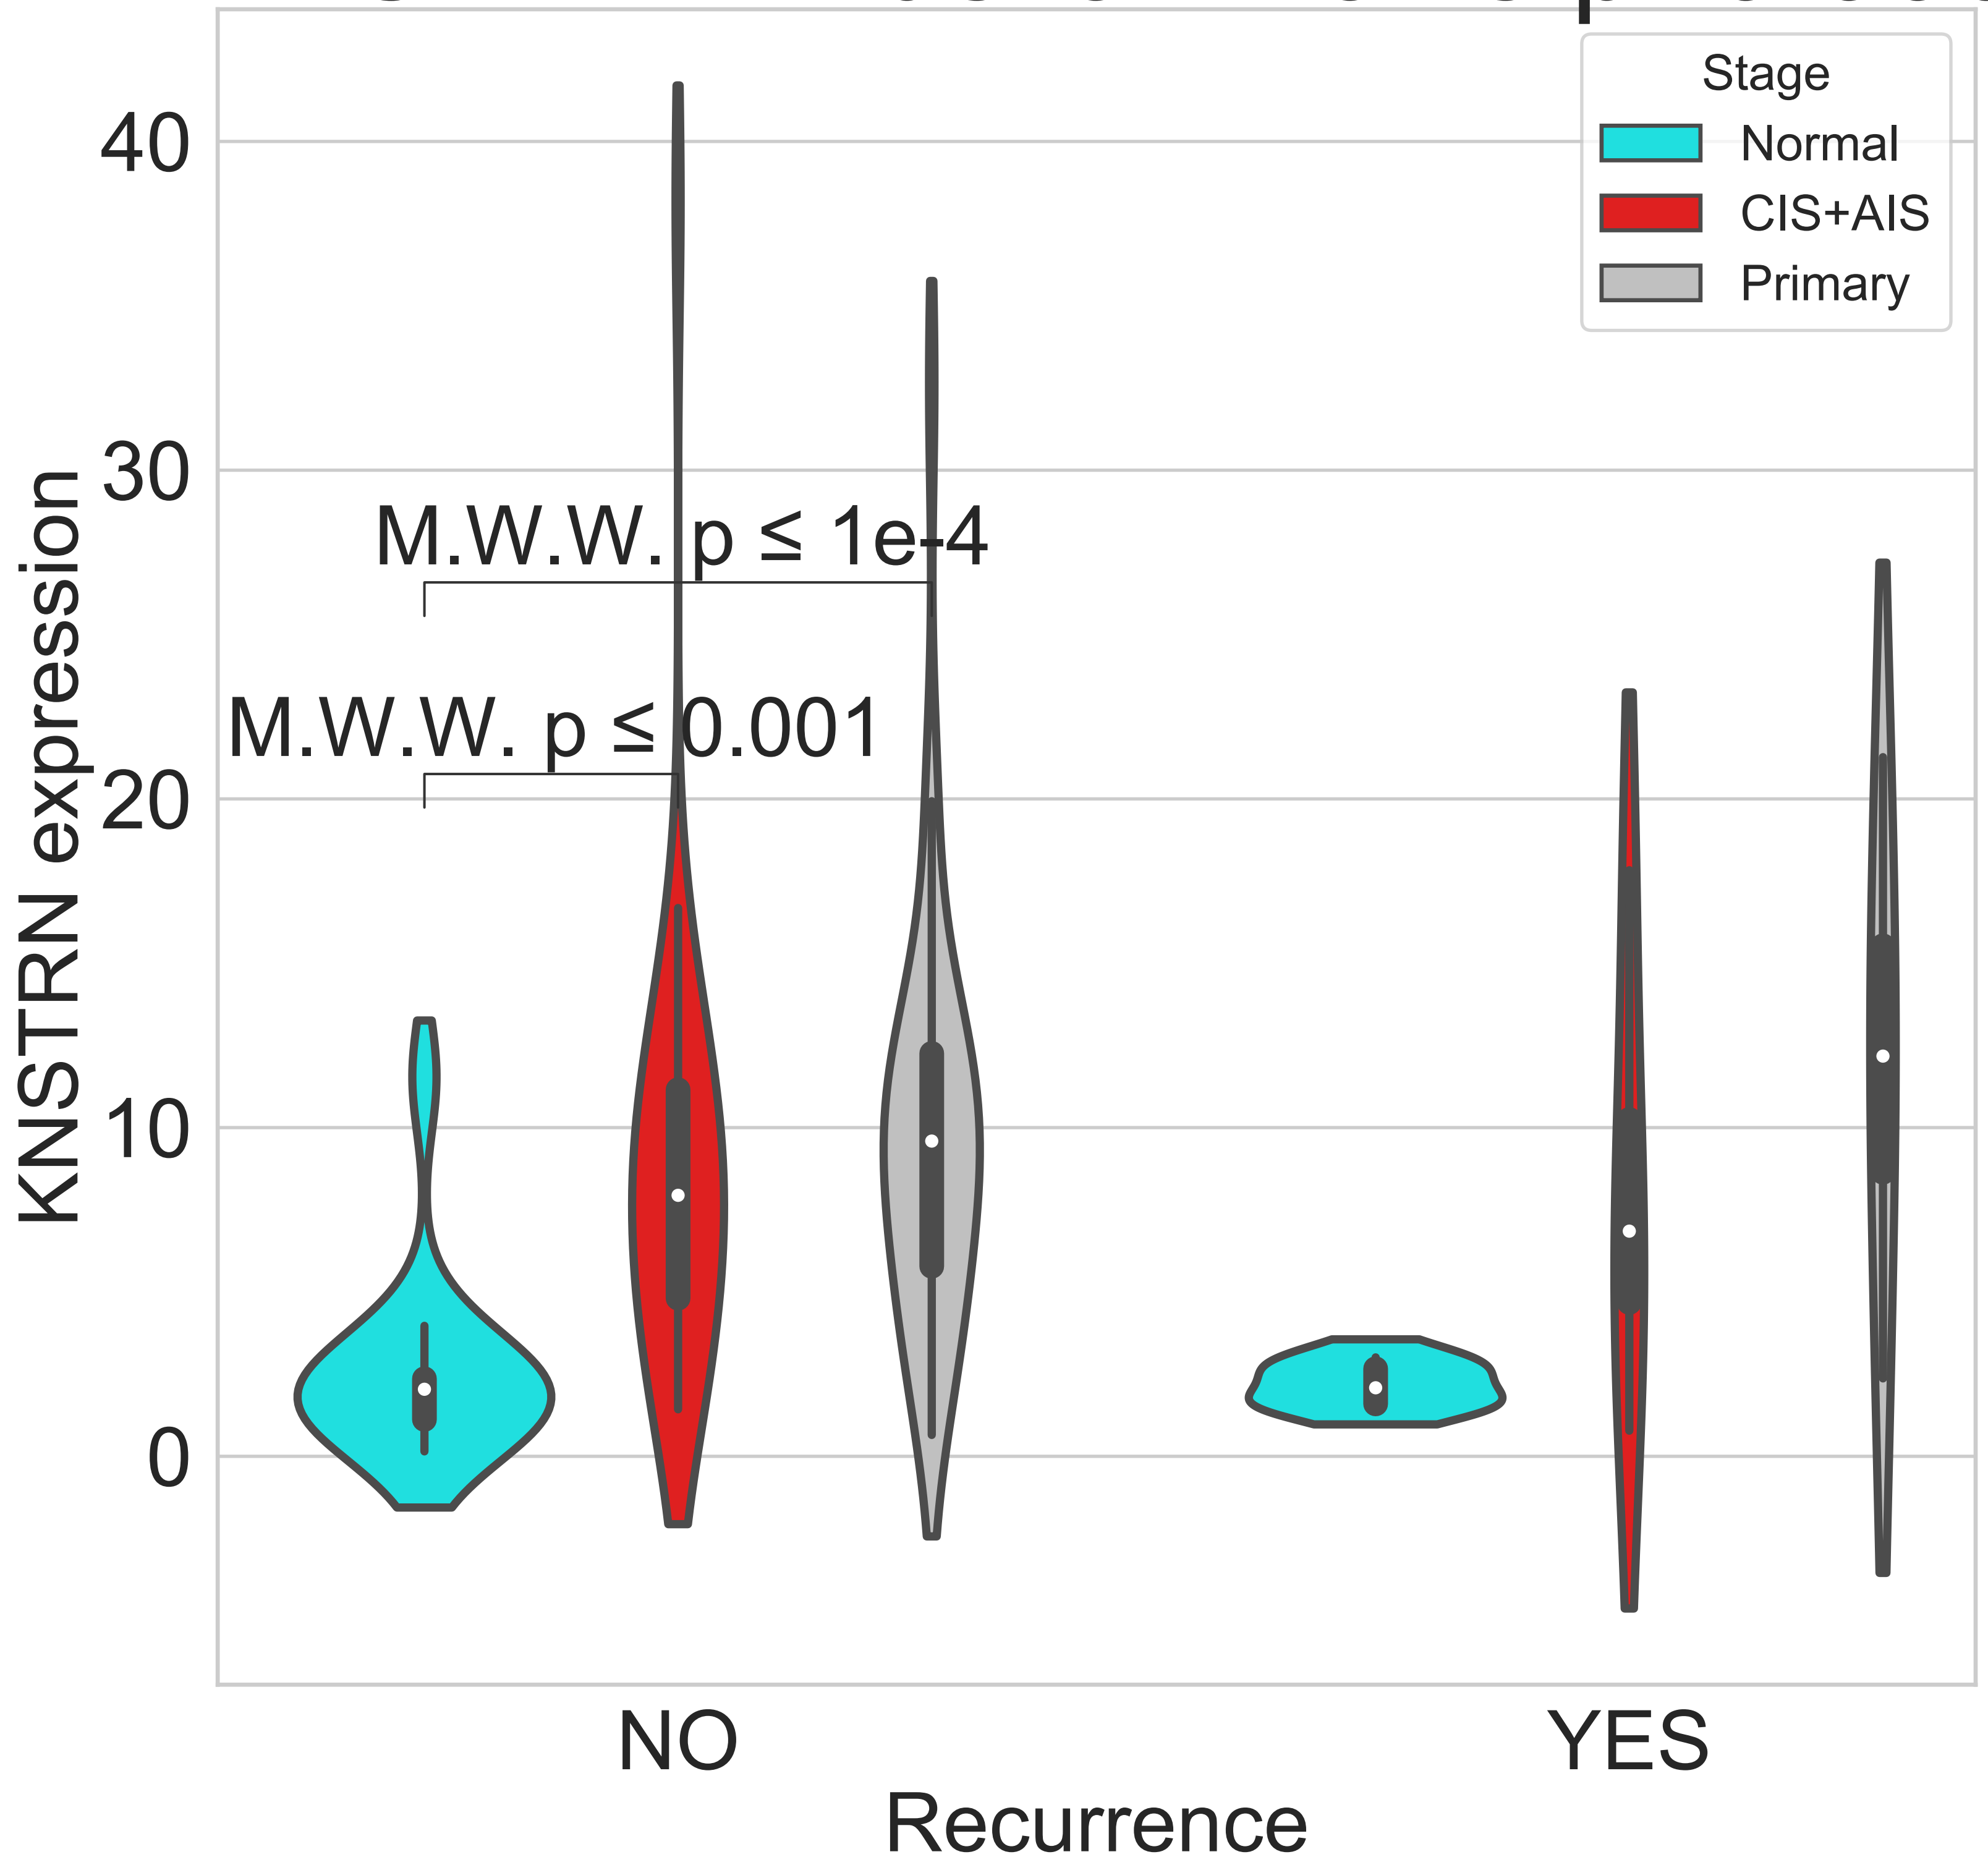 Stage
Normal
CIS+AIS
Primary
40
30
20
10
0
KNSTRN expression
M.W.W. p ≤ 1e-4
M.W.W. p ≤ 0.001
NO
YES
Recurrence